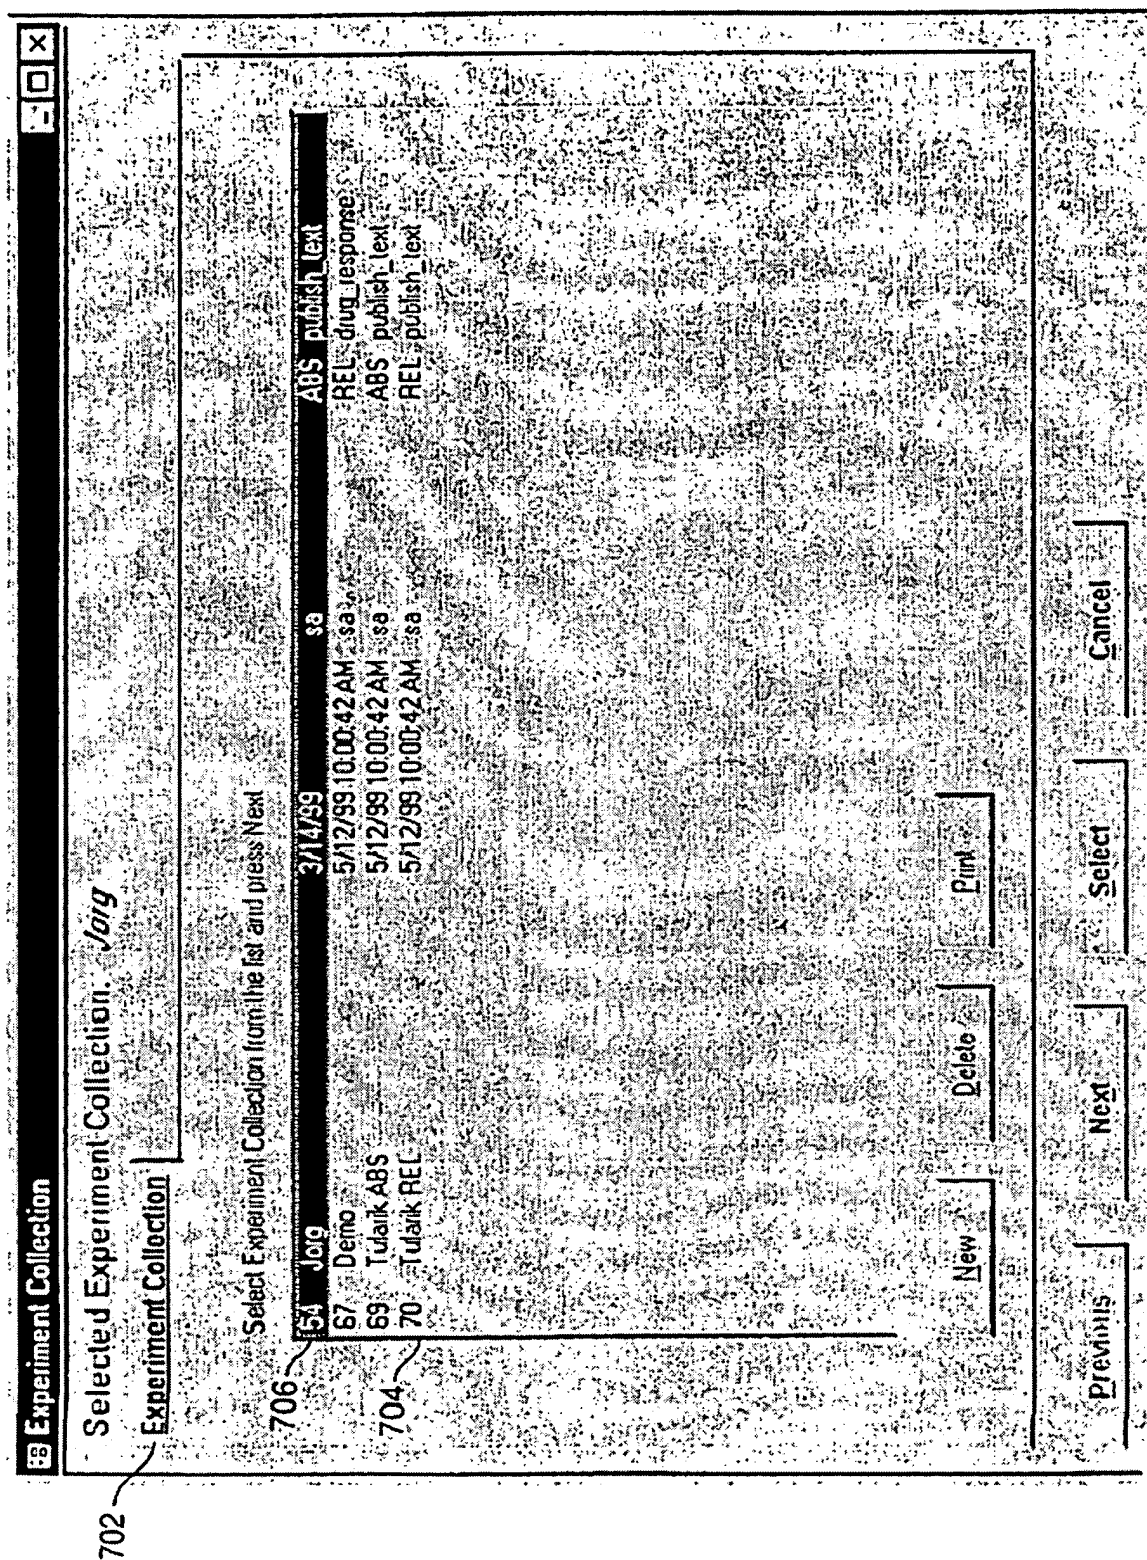 Experiment Collection
Selected Experiment Collection: Jorg
702
Experiment Collection
Select Experiment Collection from the list and press Next
706
54 Jorg 3/14/99 sa ABS publish_text
67 Demo 5/12/99 10:00:42 AM sa REL drug_response
69 Tularik ABS 5/12/99 10:00:42 AM sa ABS publish_text
704
70 Tularik REL 5/12/99 10:00:42 AM sa REL publish_text
New Delete Print
Previous Next Select Cancel